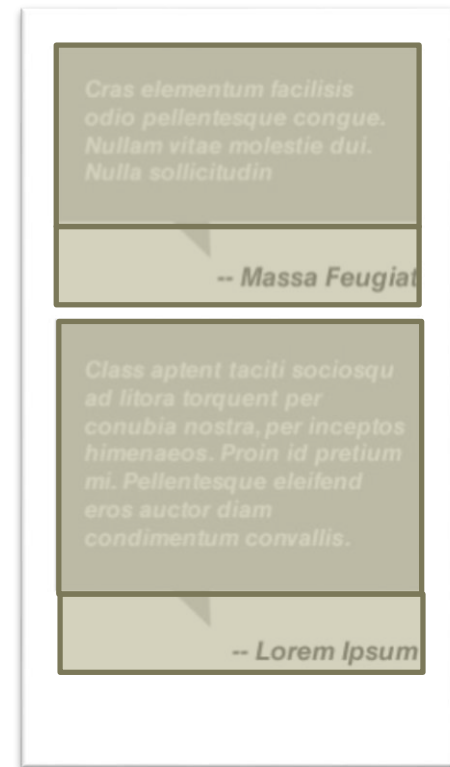 Cras elementum facilisis
odio pellentesque congue.
Nullam vitae molestie dui.
Nulla sollicitudin
-- Massa Feugiat
Class aptent taciti sociosqu
ad litora torquent per
conubia nostra, per inceptos
himenaeos. Proin id pretium
mi. Pellentesque eleifend
eros auctor diam
condimentum convallis.
-- Lorem Ipsum